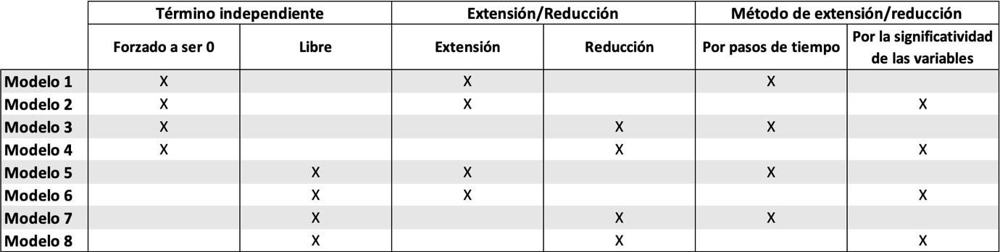 Término independiente Extensión/Reducción Método de extensión/reducción
Forzado a ser 0 Libre Extensión Reducción Por pasos de tiempo Por la significatividad
de las variables
Modelo 1 X X X
Modelo 2 X X X
Modelo 3 X X X
Modelo 4 X X X
Modelo 5 X X X
Modelo 6 X X X
Modelo 7 X X X
Modelo 8 X X X